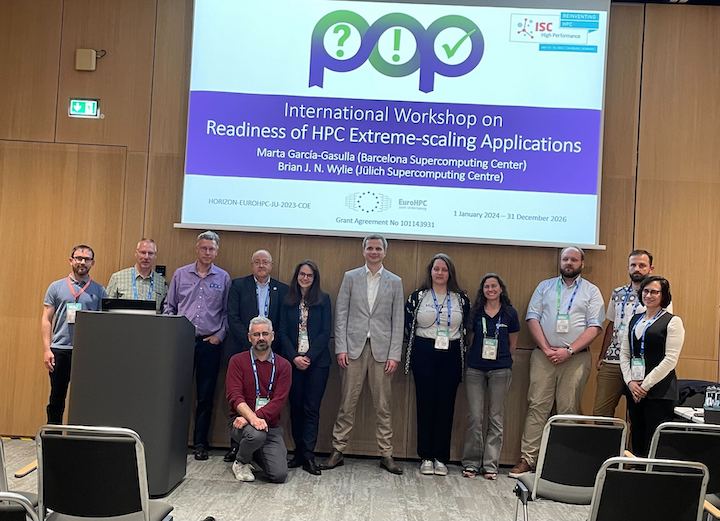 pop
ISC
High Performance
REINVENTING
HPC
International Workshop on
Readiness of HPC Extreme-scaling Applications
Marta García-Gasulla (Barcelona Supercomputing Center)
Brian J. N. Wylie (Jülich Supercomputing Centre)
HORIZON-EUROHPC-JU-2023-COE
EuroHPC
Joint Undertaking
1 January 2024 – 31 December 2026
Grant Agreement No 101143931